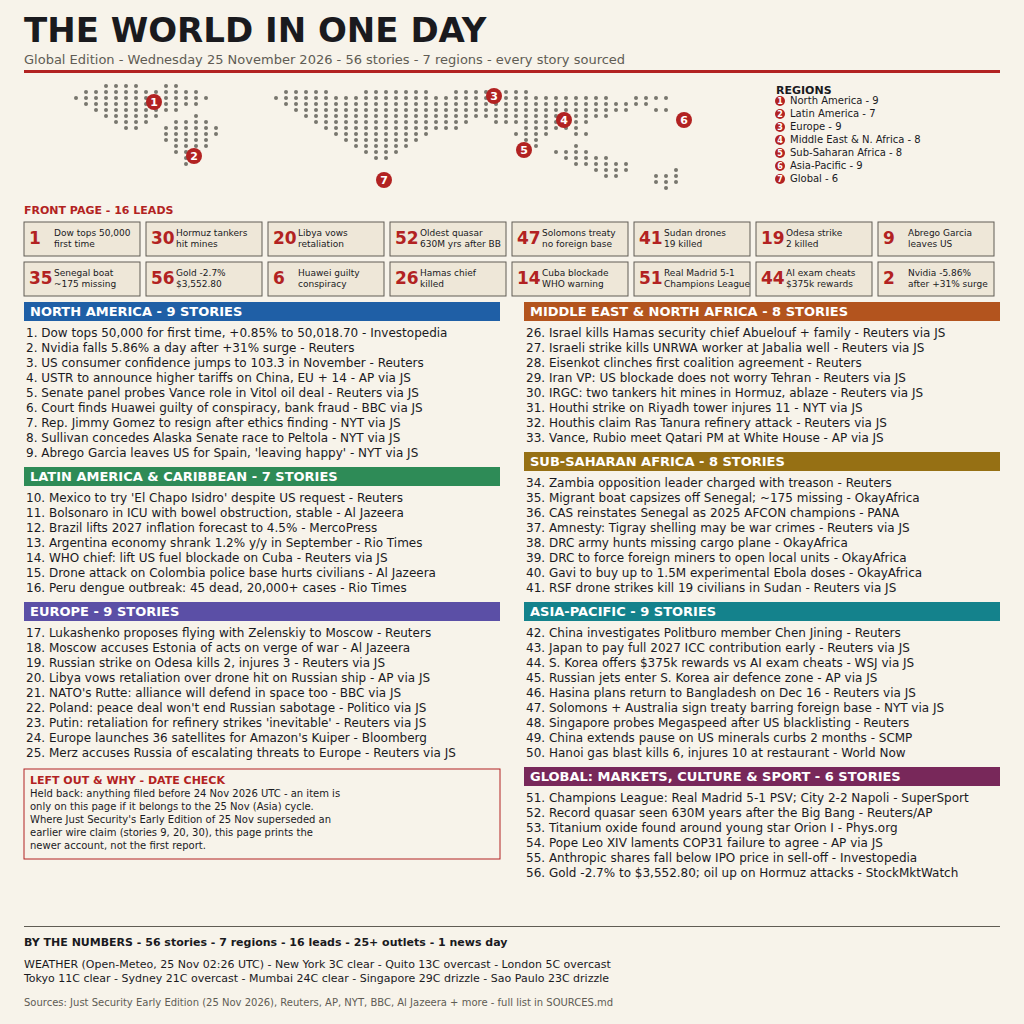 THE WORLD IN ONE DAY
Global Edition - Wednesday 25 November 2026 - 56 stories - 7 regions - every story sourced
1
2
3
4
5
6
7
REGIONS
1 North America - 9
2 Latin America - 7
3 Europe - 9
4 Middle East & N. Africa - 8
5 Sub-Saharan Africa - 8
6 Asia-Pacific - 9
7 Global - 6
FRONT PAGE - 16 LEADS
1 Dow tops 50,000
first time
30 Hormuz tankers
hit mines
20 Libya vows
retaliation
52 Oldest quasar
630M yrs after BB
47 Solomons treaty
no foreign base
41 Sudan drones
19 killed
19 Odesa strike
2 killed
9 Abrego Garcia
leaves US
35 Senegal boat
~175 missing
56 Gold -2.7%
$3,552.80
6 Huawei guilty
conspiracy
26 Hamas chief
killed
14 Cuba blockade
WHO warning
51 Real Madrid 5-1
Champions League
44 AI exam cheats
$375k rewards
2 Nvidia -5.86%
after +31% surge
NORTH AMERICA - 9 STORIES
1. Dow tops 50,000 for first time, +0.85% to 50,018.70 - Investopedia
2. Nvidia falls 5.86% a day after +31% surge - Reuters
3. US consumer confidence jumps to 103.3 in November - Reuters
4. USTR to announce higher tariffs on China, EU + 14 - AP via JS
5. Senate panel probes Vance role in Vitol oil deal - Reuters via JS
6. Court finds Huawei guilty of conspiracy, bank fraud - BBC via JS
7. Rep. Jimmy Gomez to resign after ethics finding - NYT via JS
8. Sullivan concedes Alaska Senate race to Peltola - NYT via JS
9. Abrego Garcia leaves US for Spain, 'leaving happy' - NYT via JS
LATIN AMERICA & CARIBBEAN - 7 STORIES
10. Mexico to try 'El Chapo Isidro' despite US request - Reuters
11. Bolsonaro in ICU with bowel obstruction, stable - Al Jazeera
12. Brazil lifts 2027 inflation forecast to 4.5% - MercoPress
13. Argentina economy shrank 1.2% y/y in September - Rio Times
14. WHO chief: lift US fuel blockade on Cuba - Reuters via JS
15. Drone attack on Colombia police base hurts civilians - Al Jazeera
16. Peru dengue outbreak: 45 dead, 20,000+ cases - Rio Times
EUROPE - 9 STORIES
17. Lukashenko proposes flying with Zelenskiy to Moscow - Reuters
18. Moscow accuses Estonia of acts on verge of war - Al Jazeera
19. Russian strike on Odesa kills 2, injures 3 - Reuters via JS
20. Libya vows retaliation over drone hit on Russian ship - AP via JS
21. NATO's Rutte: alliance will defend in space too - BBC via JS
22. Poland: peace deal won't end Russian sabotage - Politico via JS
23. Putin: retaliation for refinery strikes 'inevitable' - Reuters via JS
24. Europe launches 36 satellites for Amazon's Kuiper - Bloomberg
25. Merz accuses Russia of escalating threats to Europe - Reuters via JS
LEFT OUT & WHY - DATE CHECK
Held back: anything filed before 24 Nov 2026 UTC - an item is
only on this page if it belongs to the 25 Nov (Asia) cycle.
Where Just Security's Early Edition of 25 Nov superseded an
earlier wire claim (stories 9, 20, 30), this page prints the
newer account, not the first report.
MIDDLE EAST & NORTH AFRICA - 8 STORIES
26. Israel kills Hamas security chief Abuelouf + family - Reuters via JS
27. Israeli strike kills UNRWA worker at Jabalia well - Reuters via JS
28. Eisenkot clinches first coalition agreement - Reuters
29. Iran VP: US blockade does not worry Tehran - Reuters via JS
30. IRGC: two tankers hit mines in Hormuz, ablaze - Reuters via JS
31. Houthi strike on Riyadh tower injures 11 - NYT via JS
32. Houthis claim Ras Tanura refinery attack - Reuters via JS
33. Vance, Rubio meet Qatari PM at White House - AP via JS
SUB-SAHARAN AFRICA - 8 STORIES
34. Zambia opposition leader charged with treason - Reuters
35. Migrant boat capsizes off Senegal; ~175 missing - OkayAfrica
36. CAS reinstates Senegal as 2025 AFCON champions - PANA
37. Amnesty: Tigray shelling may be war crimes - Reuters via JS
38. DRC army hunts missing cargo plane - OkayAfrica
39. DRC to force foreign miners to open local units - OkayAfrica
40. Gavi to buy up to 1.5M experimental Ebola doses - OkayAfrica
41. RSF drone strikes kill 19 civilians in Sudan - Reuters via JS
ASIA-PACIFIC - 9 STORIES
42. China investigates Politburo member Chen Jining - Reuters
43. Japan to pay full 2027 ICC contribution early - Reuters via JS
44. S. Korea offers $375k rewards vs AI exam cheats - WSJ via JS
45. Russian jets enter S. Korea air defence zone - AP via JS
46. Hasina plans return to Bangladesh on Dec 16 - Reuters via JS
47. Solomons + Australia sign treaty barring foreign base - NYT via JS
48. Singapore probes Megaspeed after US blacklisting - Reuters
49. China extends pause on US minerals curbs 2 months - SCMP
50. Hanoi gas blast kills 6, injures 10 at restaurant - World Now
GLOBAL: MARKETS, CULTURE & SPORT - 6 STORIES
51. Champions League: Real Madrid 5-1 PSV; City 2-2 Napoli - SuperSport
52. Record quasar seen 630M years after the Big Bang - Reuters/AP
53. Titanium oxide found around young star Orion I - Phys.org
54. Pope Leo XIV laments COP31 failure to agree - AP via JS
55. Anthropic shares fall below IPO price in sell-off - Investopedia
56. Gold -2.7% to $3,552.80; oil up on Hormuz attacks - StockMktWatch
BY THE NUMBERS - 56 stories - 7 regions - 16 leads - 25+ outlets - 1 news day
WEATHER (Open-Meteo, 25 Nov 02:26 UTC) - New York 3C clear - Quito 13C overcast - London 5C overcast
Tokyo 11C clear - Sydney 21C overcast - Mumbai 24C clear - Singapore 29C drizzle - Sao Paulo 23C drizzle
Sources: Just Security Early Edition (25 Nov 2026), Reuters, AP, NYT, BBC, Al Jazeera + more - full list in SOURCES.md